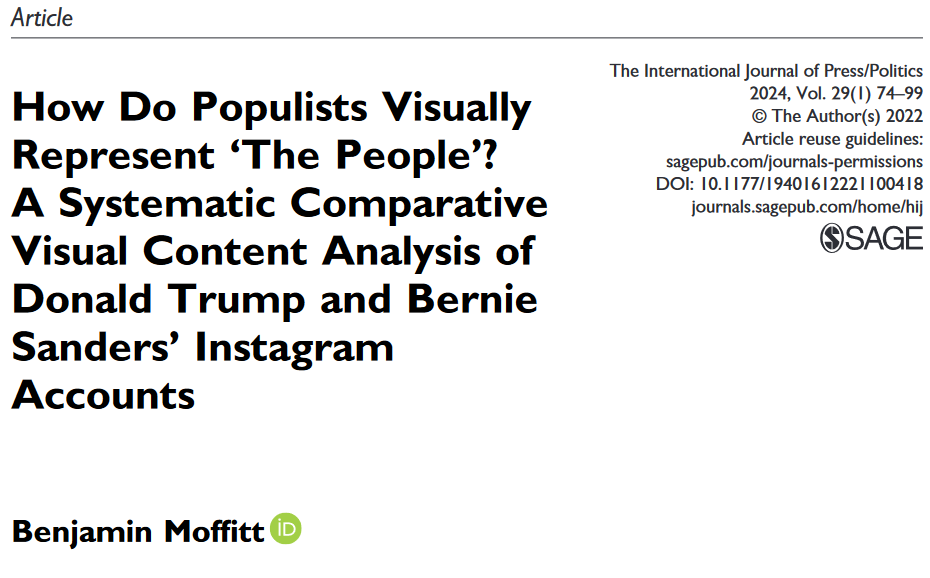 Article
The International Journal of Press/Politics
2024, Vol. 29(1) 74–99
© The Author(s) 2022
Article reuse guidelines:
sagepub.com/journals-permissions
DOI: 10.1177/19401612221100418
journals.sagepub.com/home/hij
SAGE
How Do Populists Visually
Represent ‘The People’?
A Systematic Comparative
Visual Content Analysis of
Donald Trump and Bernie
Sanders’ Instagram
Accounts
Benjamin Moffitt iD